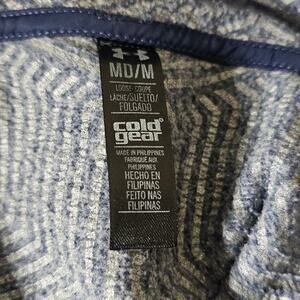 MD/M
LOOSE · COUPE
LÂCHE/SUELTO/
FOLGADO
cold
gear
MADE IN PHILIPPINES
FABRIQUÉ AUX
PHILIPPINES
HECHO EN
FILIPINAS
FEITO NAS
FILIPINAS